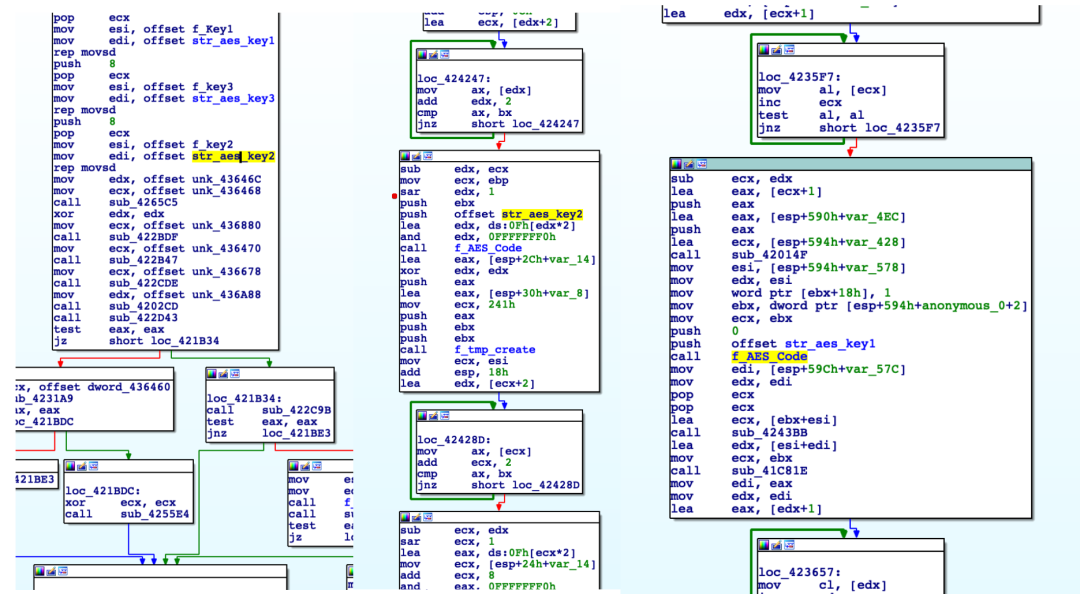 pop ecx
mov esi, offset f_Key1
mov edi, offset str_aes_key1
rep movsd
push 8
pop ecx
mov esi, offset f_key3
mov edi, offset str_aes_key3
rep movsd
push 8
pop ecx
mov esi, offset f_key2
mov edi, offset str_aes_key2
rep movsd
mov edx, offset unk_43646C
mov ecx, offset unk_436468
call sub_4265C5
xor edx, edx
mov ecx, offset unk_436880
call sub_422BDF
mov ecx, offset unk_436470
call sub_422B47
mov ecx, offset unk_436678
call sub_422CDE
mov edx, offset unk_436A88
call sub_4202CD
call sub_422D43
test eax, eax
jz short loc_421B34
cx, offset dword_436460
ub_4231A9
ax, eax
oc_421BDC
loc_421B34:
call sub_422C9B
test eax, eax
jnz loc_421BE3
421BE3
loc_421BDC:
xor ecx, ecx
call sub_4255E4
mov es
mov ec
call f_
call su
test ea
jz lo
lea ecx, [edx+2]
loc_424247:
mov ax, [edx]
add edx, 2
cmp ax, bx
jnz short loc_424247
sub edx, ecx
mov ecx, ebp
sar edx, 1
push ebx
push offset str_aes_key2
lea edx, ds:0Fh[edx*2]
and edx, 0FFFFFFF0h
call f_AES_Code
lea eax, [esp+2Ch+var_14]
xor edx, edx
push eax
lea eax, [esp+30h+var_8]
mov ecx, 241h
push eax
push ebx
push ebx
call f_tmp_create
mov ecx, esi
add esp, 18h
lea edx, [ecx+2]
loc_42428D:
mov ax, [ecx]
add ecx, 2
cmp ax, bx
jnz short loc_42428D
sub ecx, edx
sar ecx, 1
lea eax, ds:0Fh[ecx*2]
mov ecx, [esp+24h+var_14]
add ecx, 8
and eax, 0FFFFFFF0h
lea edx, [ecx+1]
loc_4235F7:
mov al, [ecx]
inc ecx
test al, al
jnz short loc_4235F7
sub ecx, edx
lea eax, [ecx+1]
push eax
lea eax, [esp+590h+var_4EC]
push eax
lea ecx, [esp+594h+var_428]
call sub_42014F
mov esi, [esp+594h+var_578]
mov edx, esi
mov word ptr [ebx+18h], 1
mov ebx, dword ptr [esp+594h+anonymous_0+2]
mov ecx, ebx
push 0
push offset str_aes_key1
call f_AES_Code
mov edi, [esp+59Ch+var_57C]
mov edx, edi
pop ecx
pop ecx
lea ecx, [ebx+esi]
call sub_4243BB
lea edx, [esi+edi]
mov ecx, ebx
call sub_41C81E
mov edi, eax
mov edx, edi
lea eax, [edx+1]
loc_423657:
mov cl, [edx]